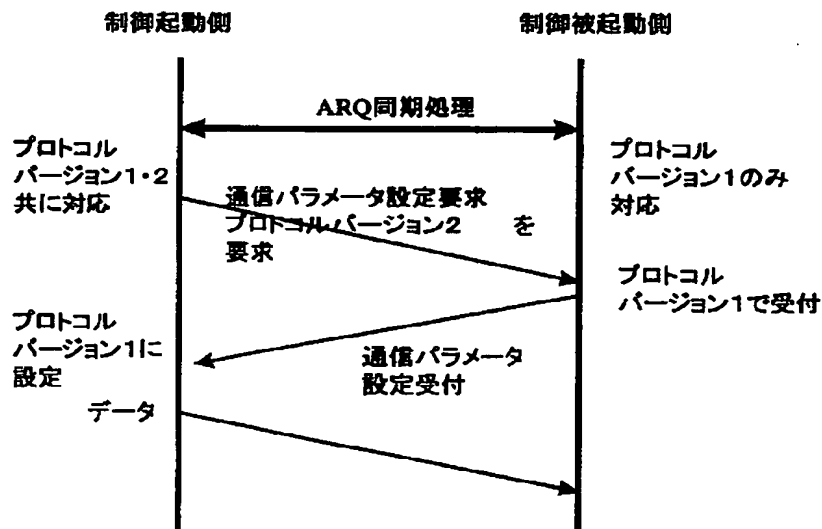 制御起動側
制御被起動側
ARQ同期処理
プロトコル
バージョン1・2
共に対応
プロトコル
バージョン1のみ
対応
通信パラメータ設定要求
プロトコルバージョン2 を
要求
プロトコル
バージョン1で受付
プロトコル
バージョン1に
設定
通信パラメータ
設定受付
データ